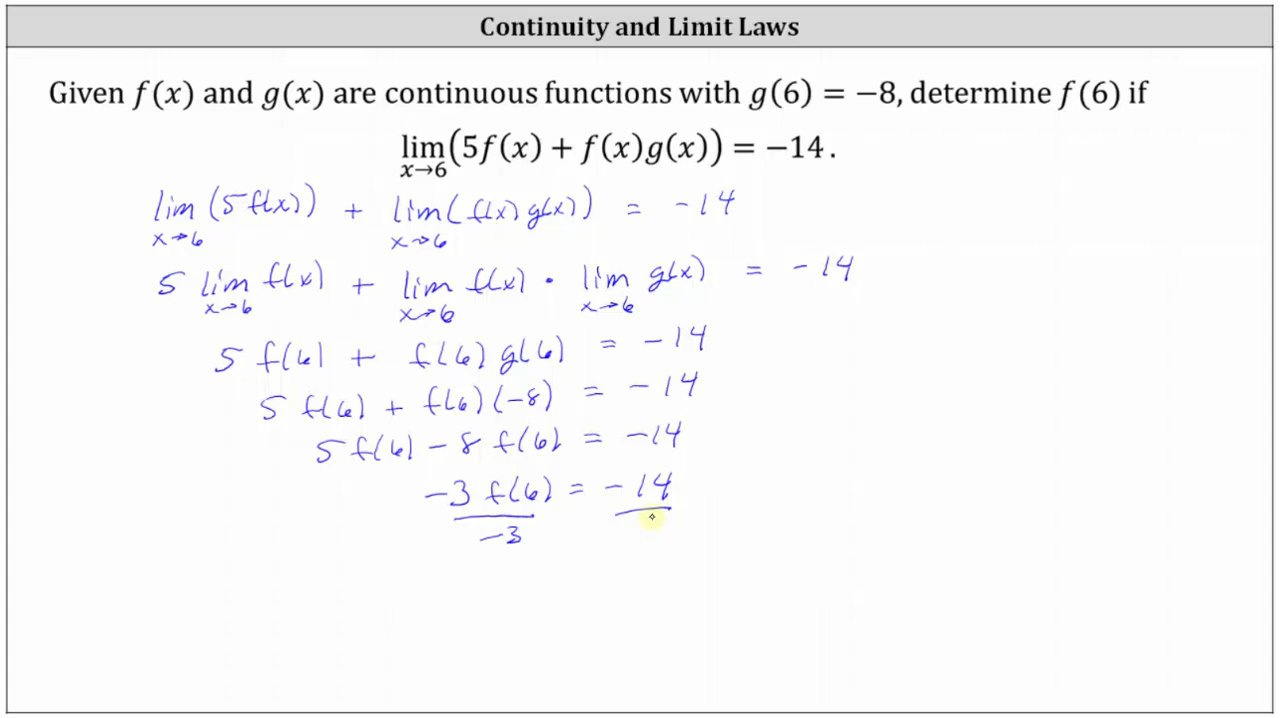 Continuity and Limit Laws
Given f(x) and g(x) are continuous functions with g(6) = −8, determine f(6) if
lim x→6 (5f(x) + f(x)g(x)) = −14.
lim x→6 (5f(x)) + lim x→6 (f(x) g(x)) = -14
5 lim x→6 f(x) + lim x→6 f(x) · lim x→6 g(x) = -14
5 f(6) + f(6) g(6) = -14
5 f(6) + f(6) (-8) = -14
5 f(6) - 8 f(6) = -14
-3 f(6) = -14
-3